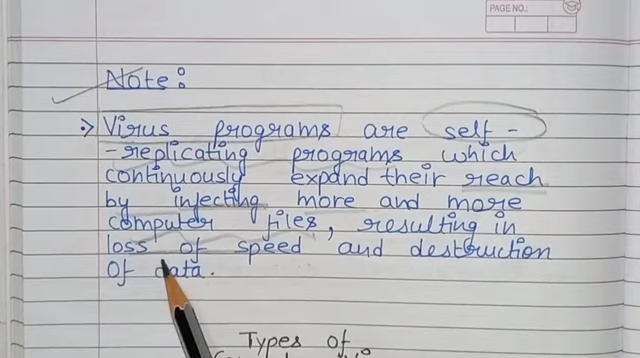 PAGE NO.:
Note:
:> Virus programs are self-
-replicating programs which
continuously expand their reach
by injecting more and more
computer files, resulting in
loss of speed and destruction
Of data.
Types of